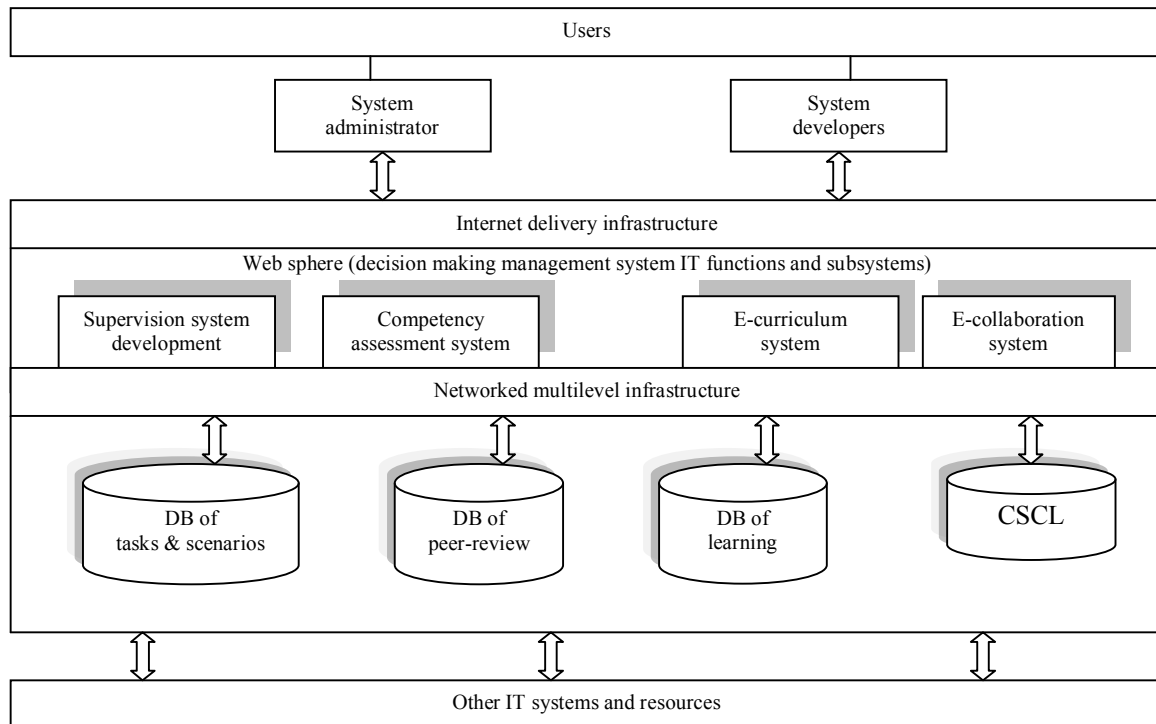 Users
System
administrator
System
developers
Internet delivery infrastructure
Web sphere (decision making management system IT functions and subsystems)
Supervision system
development
Competency
assessment system
E-curriculum
system
E-collaboration
system
Networked multilevel infrastructure
DB of
tasks & scenarios
DB of
peer-review
DB of
learning
CSCL
Other IT systems and resources